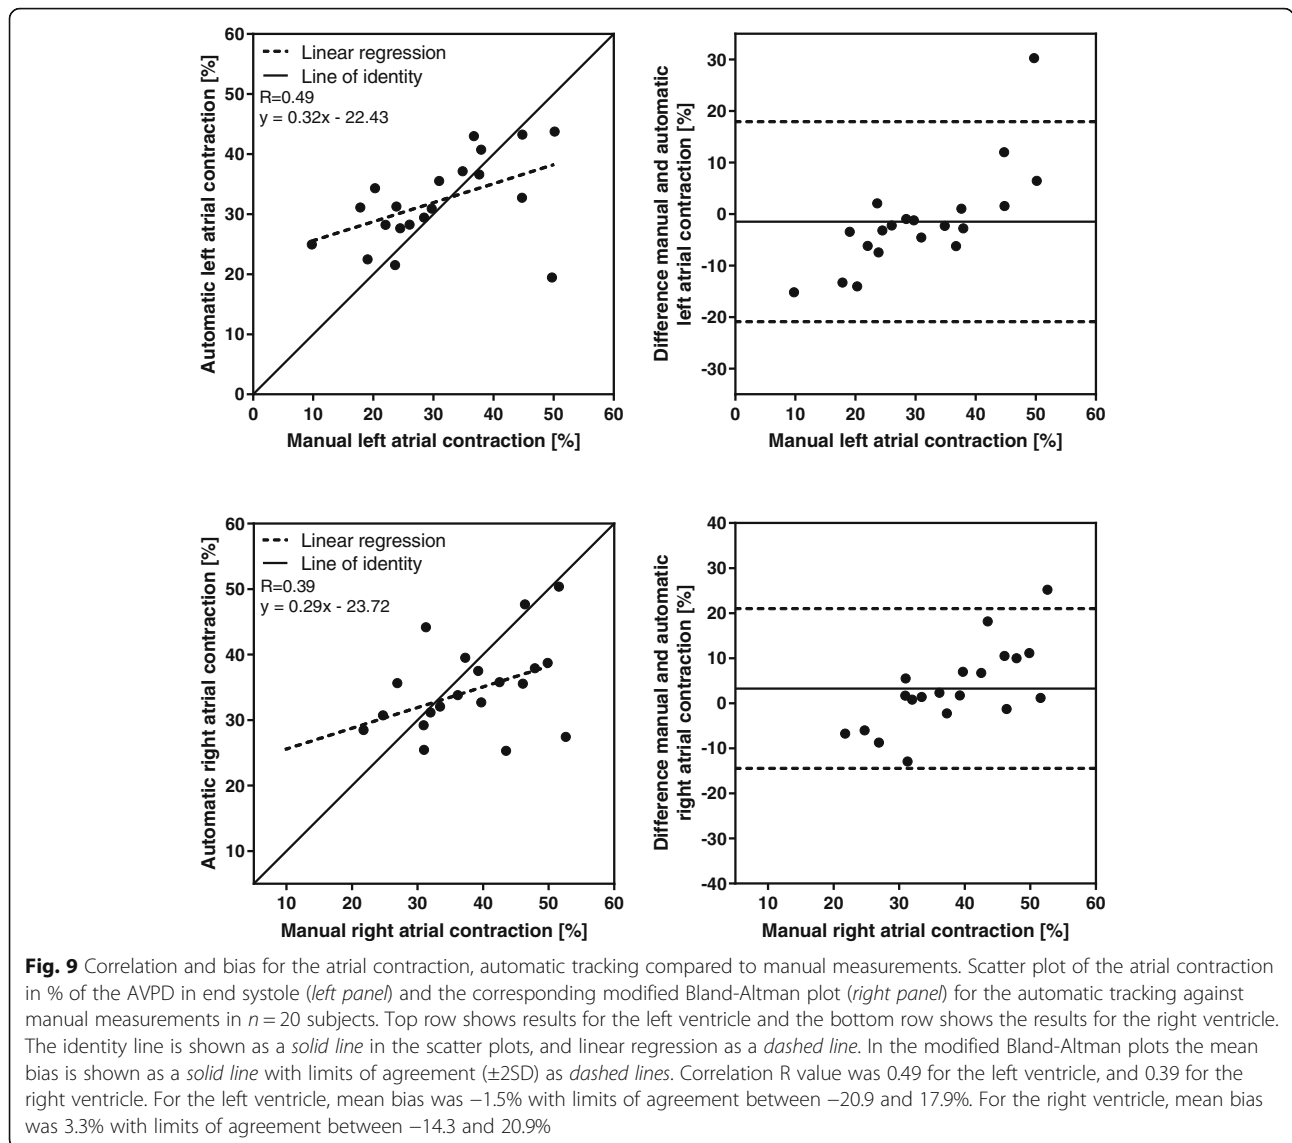 60
50
40
30
20
10
0
Automatic left atrial contraction [%]
Linear regression
Line of identity
R=0.49
y = 0.32x - 22.43
0 10 20 30 40 50 60
Manual left atrial contraction [%]
30
20
10
0
-10
-20
-30
Difference manual and automatic
left atrial contraction [%]
0 10 20 30 40 50 60
Manual left atrial contraction [%]
60
50
40
30
20
10
Automatic right atrial contraction [%]
Linear regression
Line of identity
R=0.39
y = 0.29x - 23.72
10 20 30 40 50 60
Manual right atrial contraction [%]
40
30
20
10
0
-10
-20
-30
-40
Difference manual and automatic
right atrial contraction [%]
10 20 30 40 50 60
Manual right atrial contraction [%]
Fig. 9 Correlation and bias for the atrial contraction, automatic tracking compared to manual measurements. Scatter plot of the atrial contraction
in % of the AVPD in end systole (left panel) and the corresponding modified Bland-Altman plot (right panel) for the automatic tracking against
manual measurements in n = 20 subjects. Top row shows results for the left ventricle and the bottom row shows the results for the right ventricle.
The identity line is shown as a solid line in the scatter plots, and linear regression as a dashed line. In the modified Bland-Altman plots the mean
bias is shown as a solid line with limits of agreement (±2SD) as dashed lines. Correlation R value was 0.49 for the left ventricle, and 0.39 for the
right ventricle. For the left ventricle, mean bias was −1.5% with limits of agreement between −20.9 and 17.9%. For the right ventricle, mean bias
was 3.3% with limits of agreement between −14.3 and 20.9%